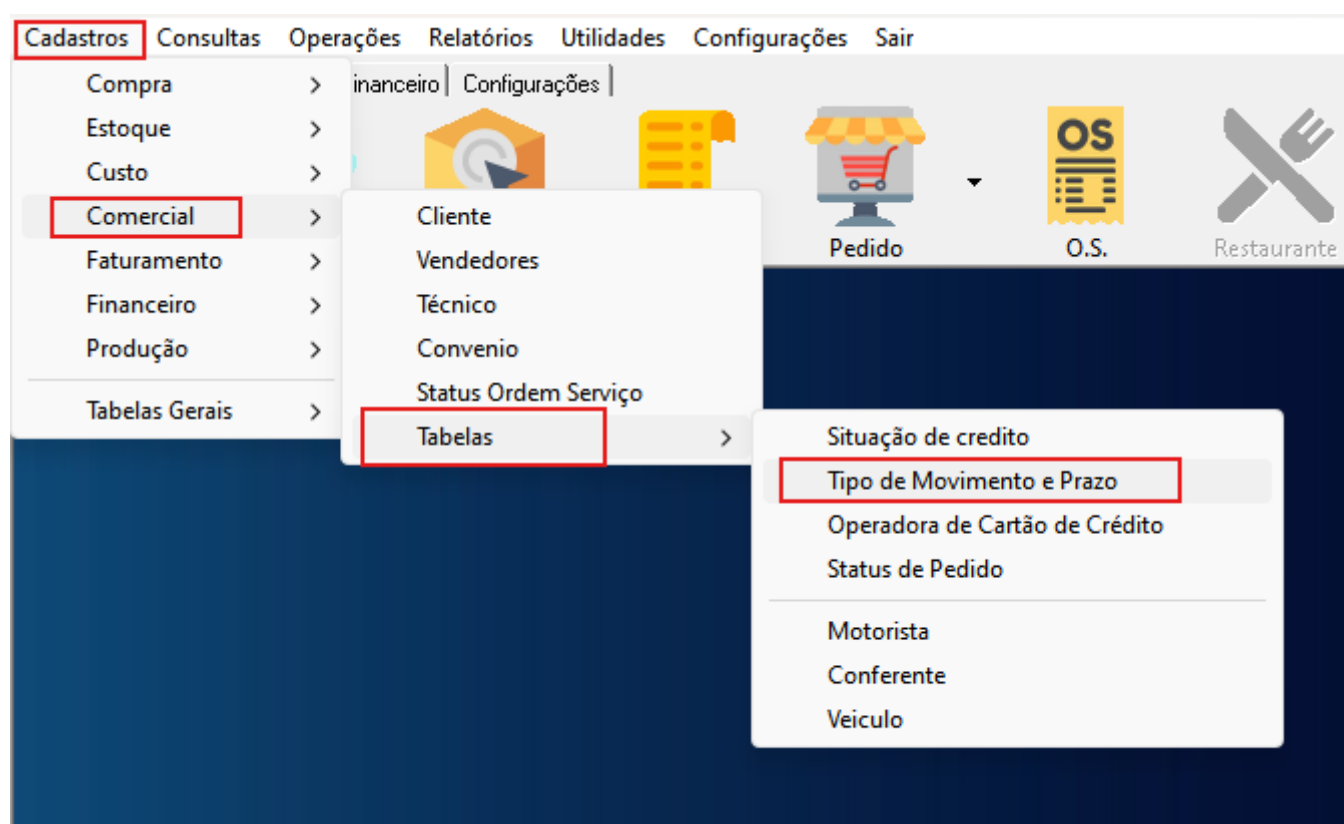 Cadastros Consultas Operações Relatórios Utilidades Configurações Sair
inanceiro Configurações
Compra
Estoque
Custo
Comercial
Faturamento
Financeiro
Produção
Tabelas Gerais
Pedido
OS
O.S.
Restaurante
Cliente
Vendedores
Técnico
Convenio
Status Ordem Serviço
Tabelas
Situação de credito
Tipo de Movimento e Prazo
Operadora de Cartão de Crédito
Status de Pedido
Motorista
Conferente
Veiculo